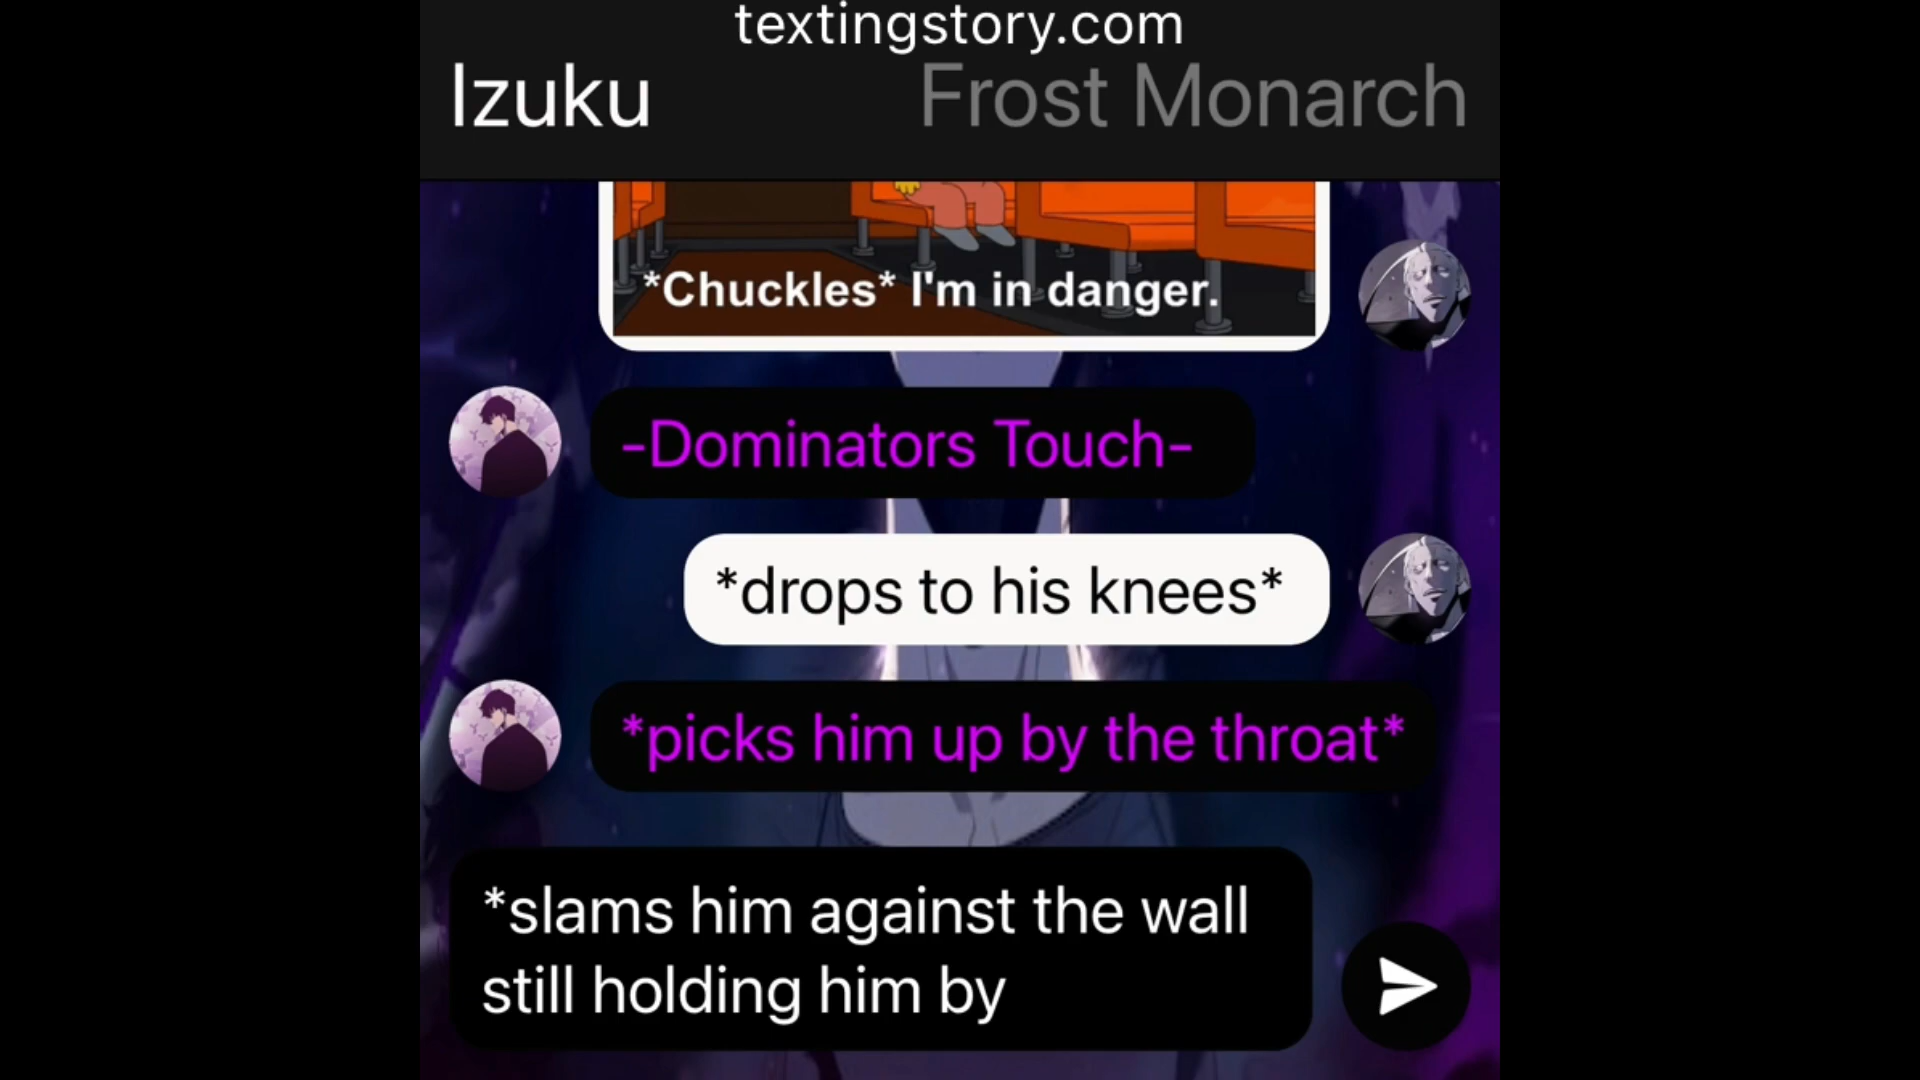 textingstory.com
Izuku
Frost Monarch
*Chuckles* I'm in danger.
-Dominators Touch-
*drops to his knees*
*picks him up by the throat*
*slams him against the wall
still holding him by